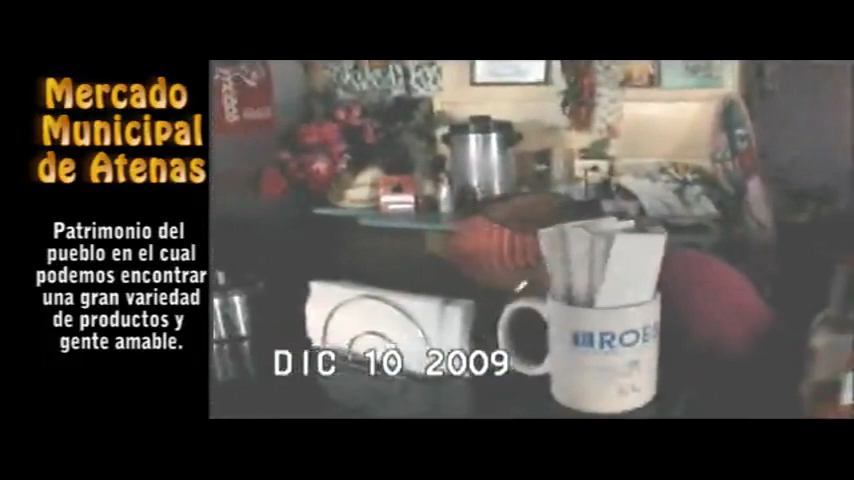 Mercado
Municipal
de Atenas
Patrimonio del
pueblo en el cual
podemos encontrar
una gran variedad
de productos y
gente amable.
DIC 10 2009